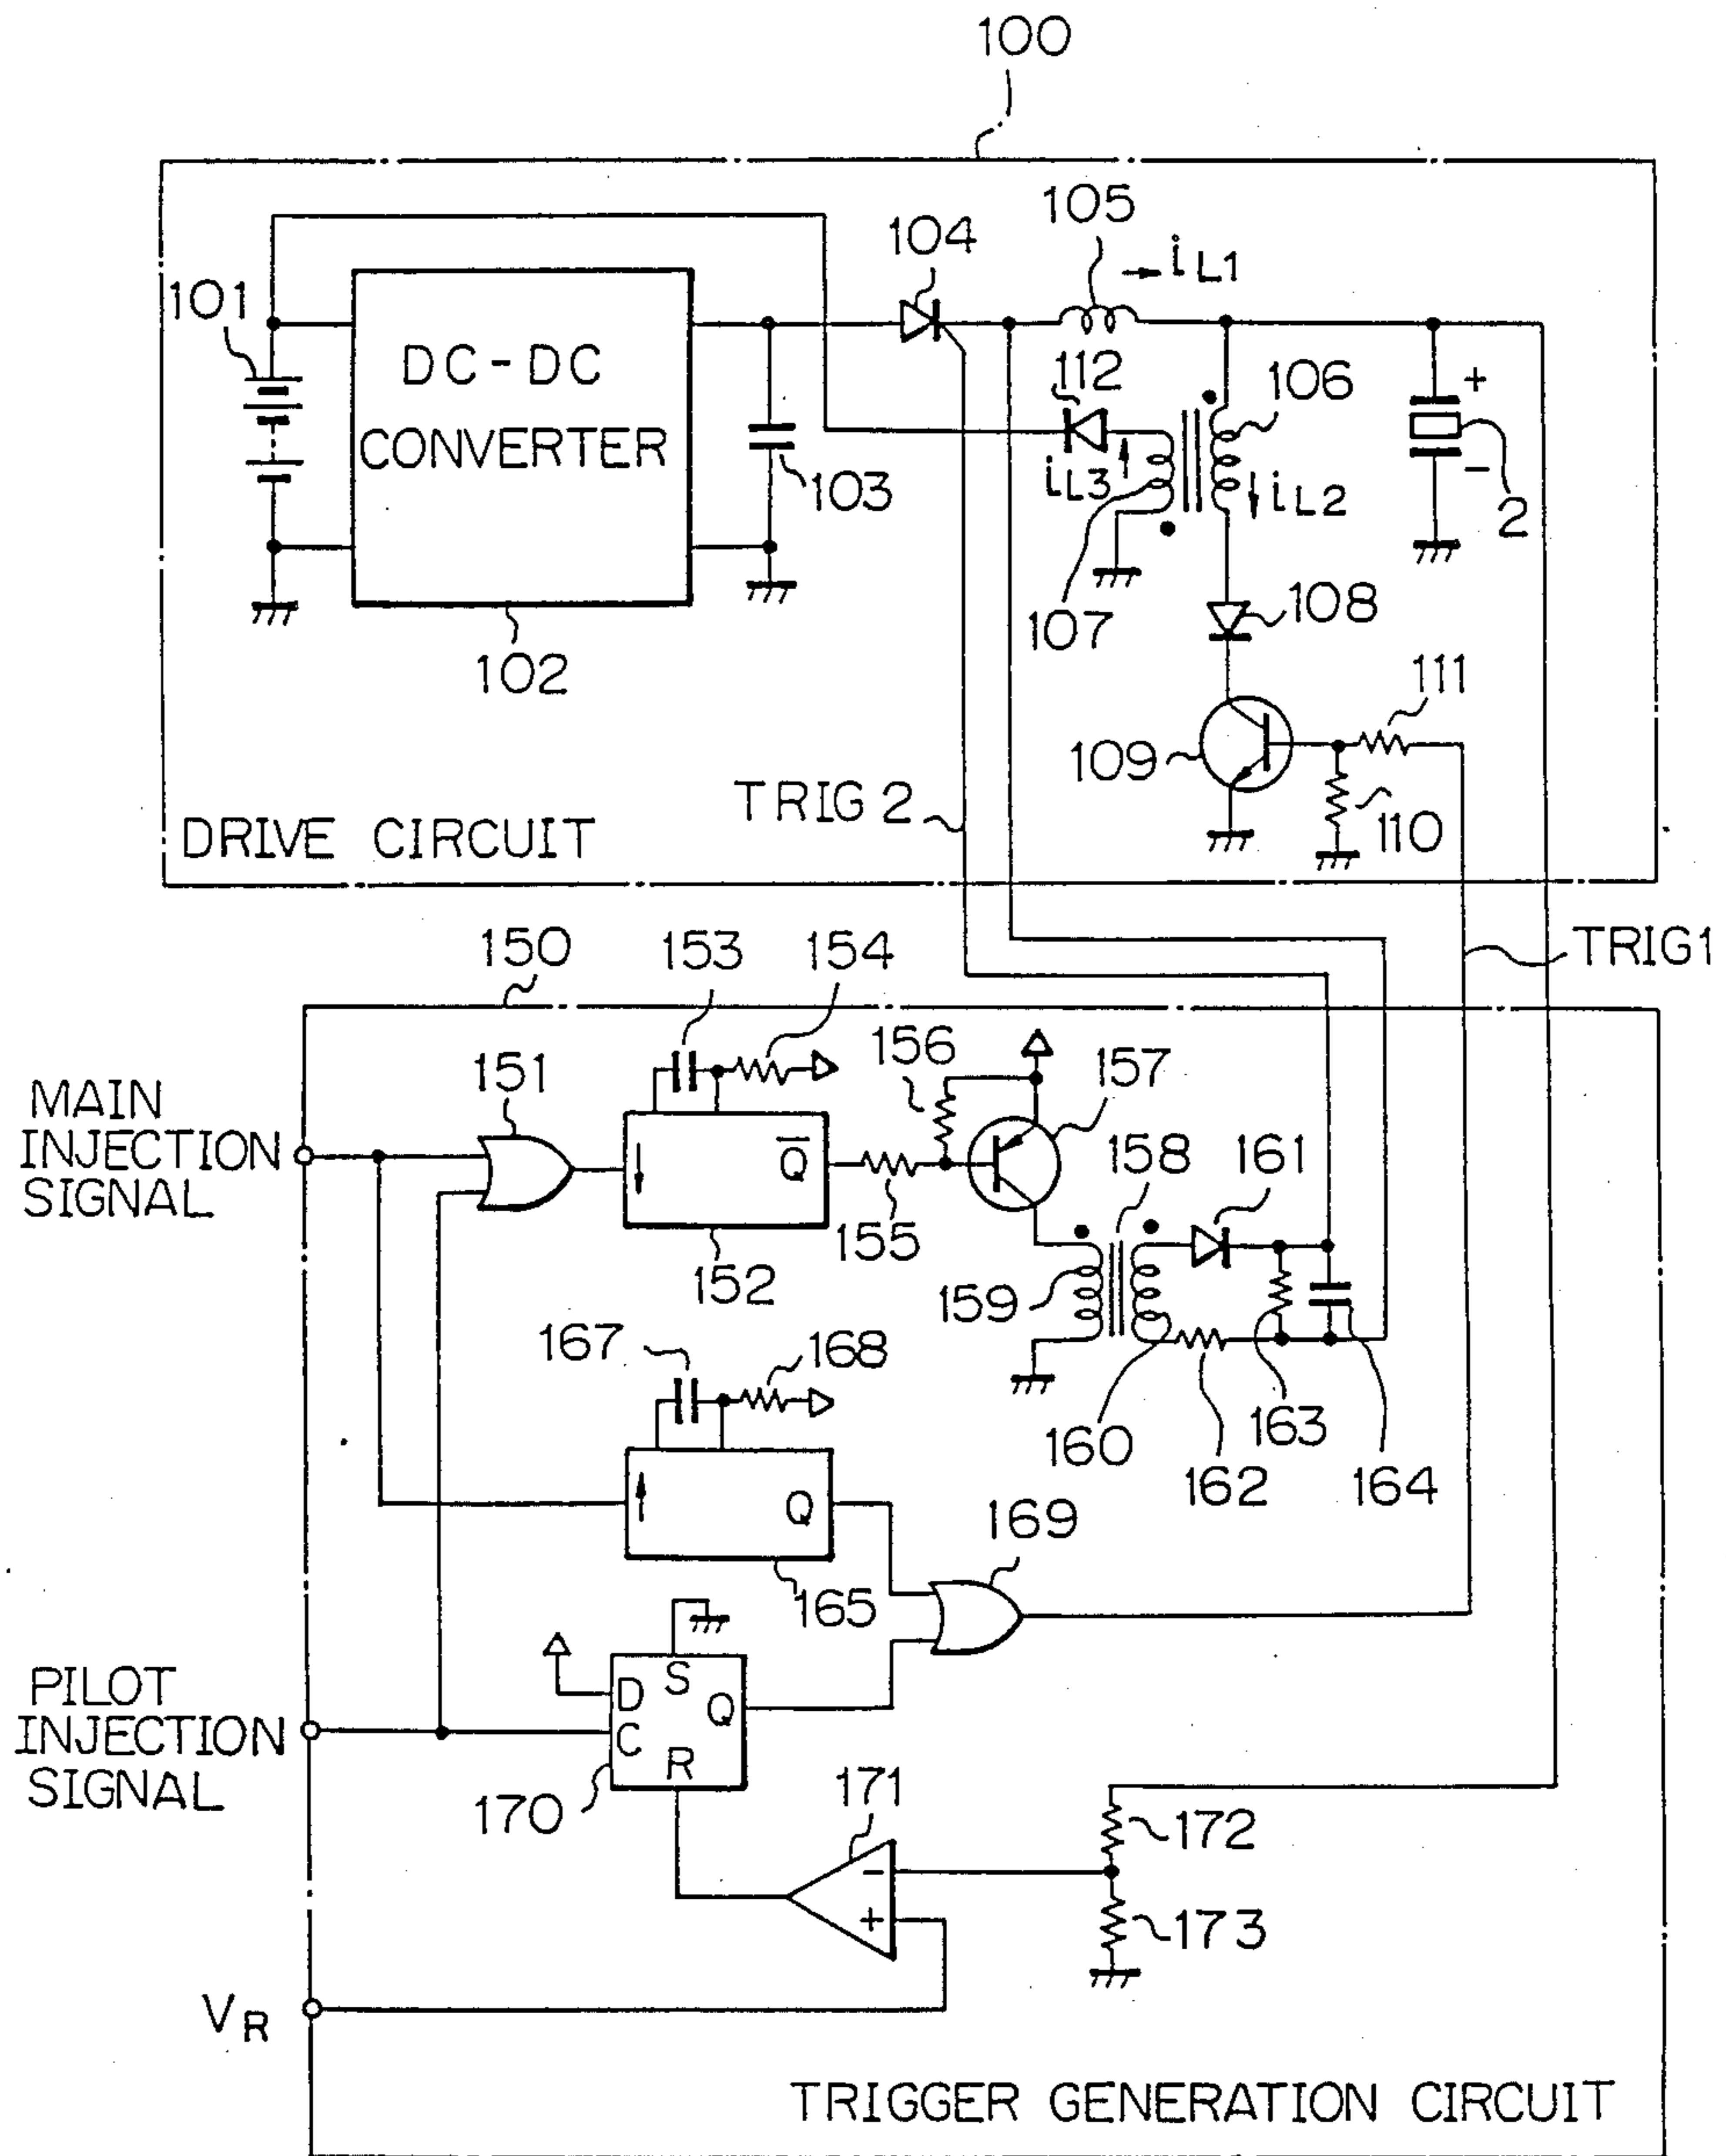 100
105
104
iL1
101
DC-DC
CONVERTER
112
106
+
103
iL3
iL2
-
2
107
108
102
111
109
TRIG 2
110
DRIVE CIRCUIT
150
153
154
TRIG1
156
157
151
MAIN
INJECTION
SIGNAL
Q̅
158
161
155
152
159
167
168
160
163
162
164
Q
169
165
PILOT
INJECTION
SIGNAL
S
D
Q
C
R
170
171
172
-
+
173
VR
TRIGGER GENERATION CIRCUIT